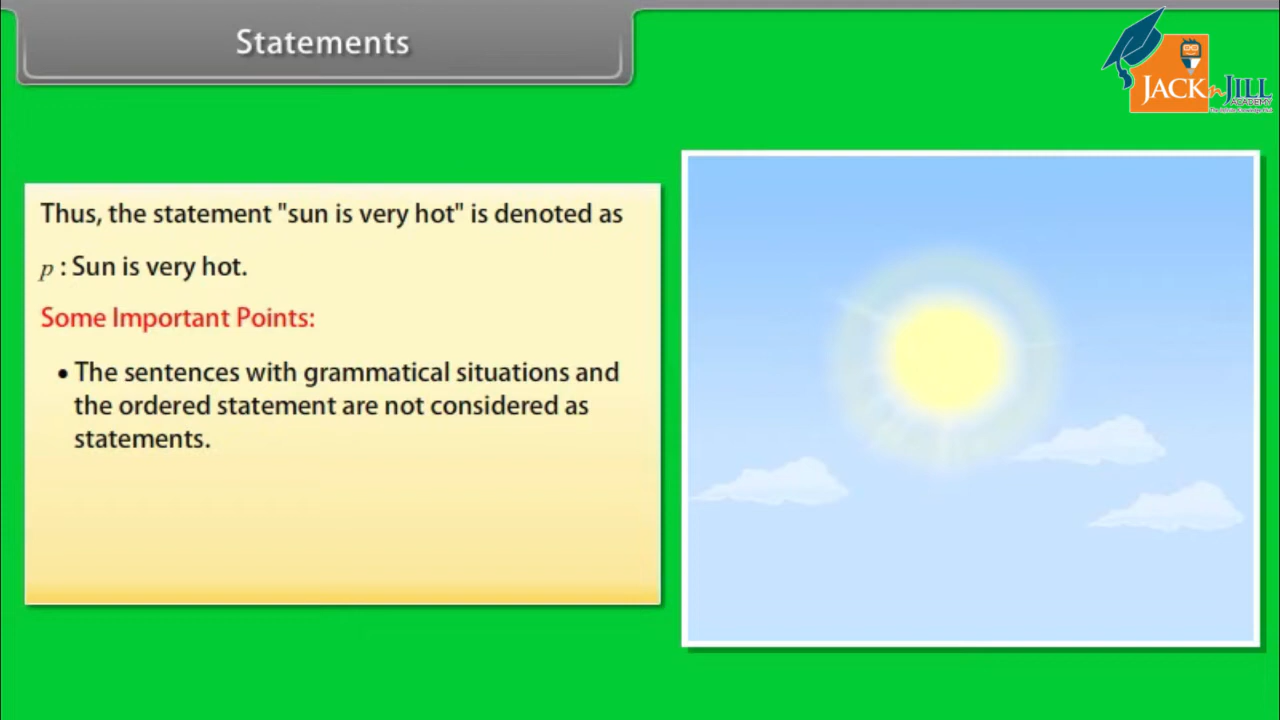 Statements
JACK n JILL
ACADEMY
Thus, the statement "sun is very hot" is denoted as
p : Sun is very hot.
Some Important Points:
• The sentences with grammatical situations and
the ordered statement are not considered as
statements.